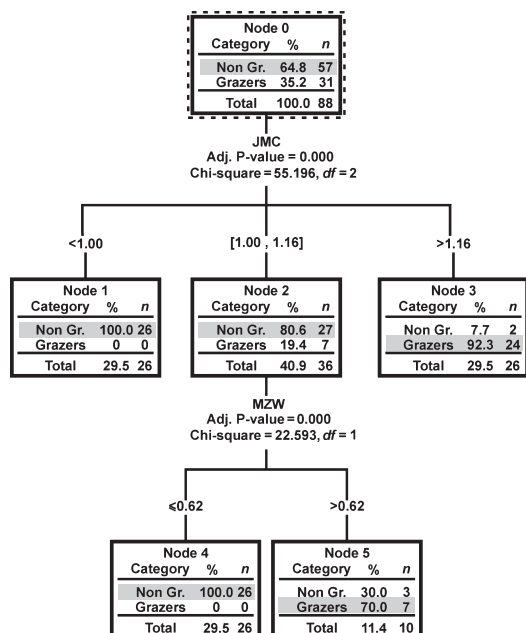 Node 0
Category % n
Non Gr. 64.8 57
Grazers 35.2 31
Total 100.0 88
JMC
Adj. P-value = 0.000
Chi-square = 55.196, df = 2
<1.00
[1.00 , 1.16]
>1.16
Node 1
Category % n
Non Gr. 100.0 26
Grazers 0 0
Total 29.5 26
Node 2
Category % n
Non Gr. 80.6 27
Grazers 19.4 7
Total 40.9 36
Node 3
Category % n
Non Gr. 7.7 2
Grazers 92.3 24
Total 29.5 26
MZW
Adj. P-value = 0.000
Chi-square = 22.593, df = 1
⩽0.62
>0.62
Node 4
Category % n
Non Gr. 100.0 26
Grazers 0 0
Total 29.5 26
Node 5
Category % n
Non Gr. 30.0 3
Grazers 70.0 7
Total 11.4 10